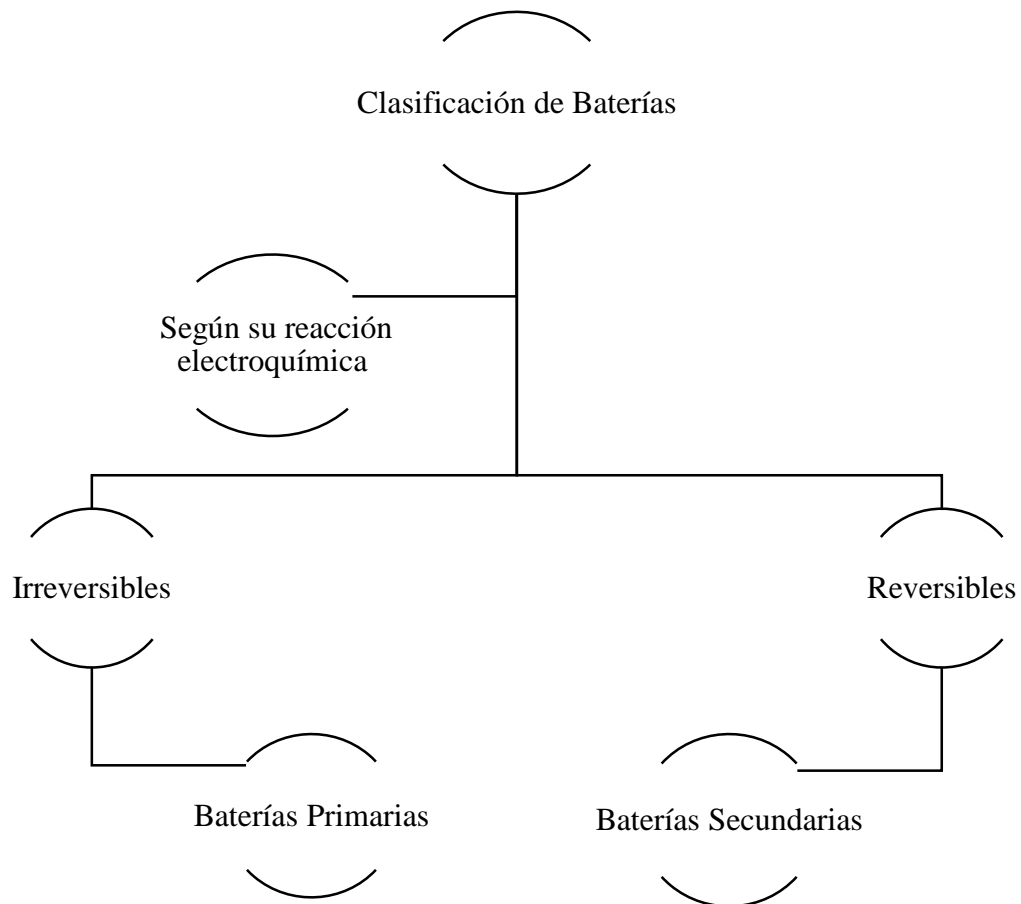 Clasificación de Baterías
Según su reacción
electroquímica
Irreversibles
Reversibles
Baterías Primarias
Baterías Secundarias